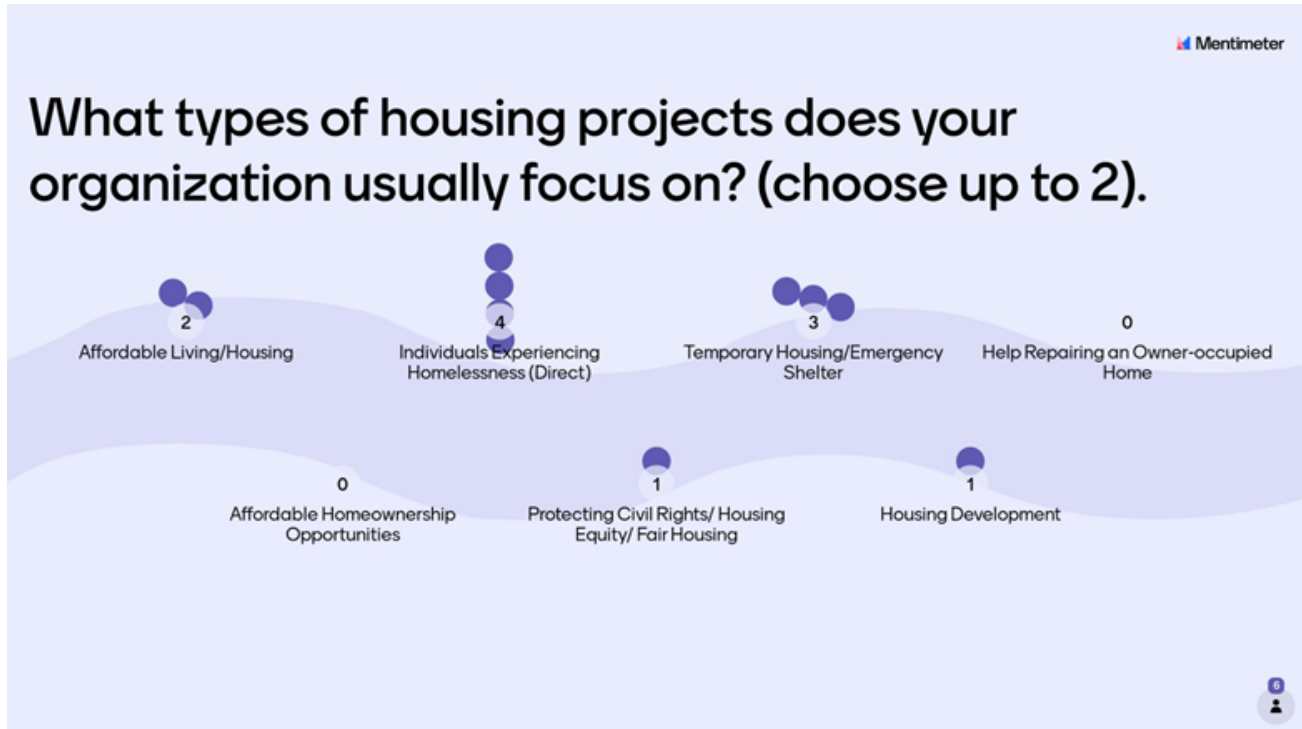 Mentimeter
What types of housing projects does your
organization usually focus on? (choose up to 2).
2
Affordable Living/Housing
4
Individuals Experiencing
Homelessness (Direct)
3
Temporary Housing/Emergency
Shelter
0
Help Repairing an Owner-occupied
Home
0
Affordable Homeownership
Opportunities
1
Protecting Civil Rights/ Housing
Equity/ Fair Housing
1
Housing Development
6